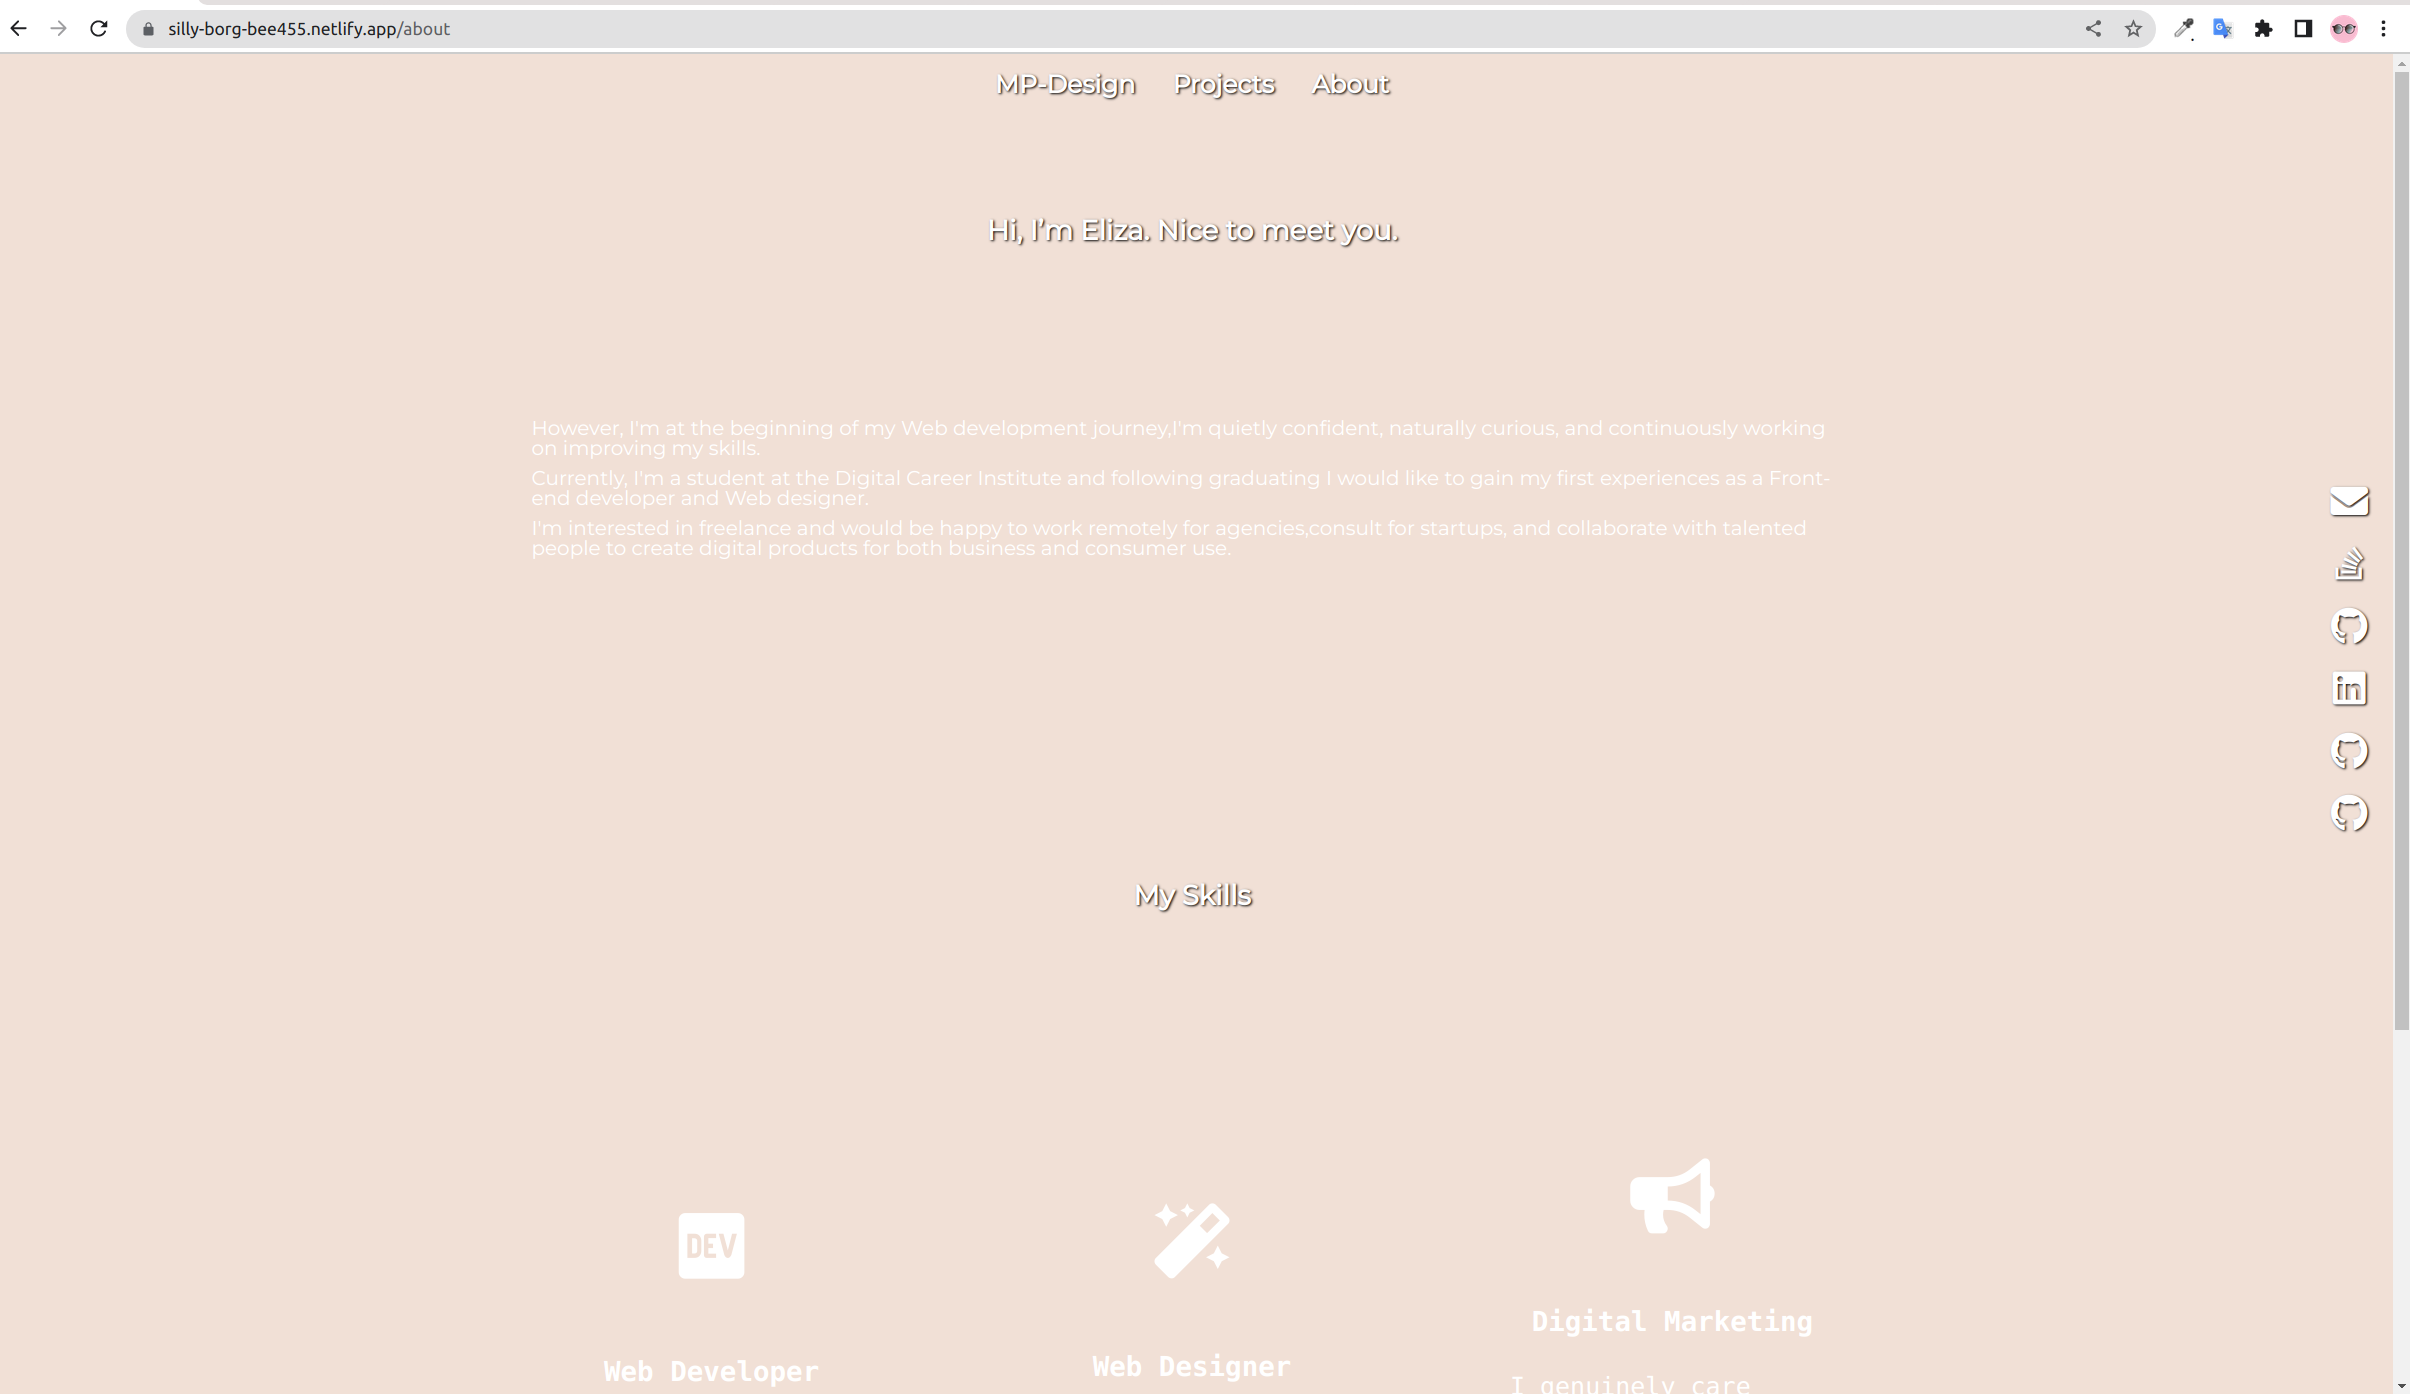 silly-borg-bee455.netlify.app/about
MP-Design Projects About
Hi, I'm Eliza. Nice to meet you.
However, I'm at the beginning of my Web development journey,I'm quietly confident, naturally curious, and continuously working
on improving my skills.
Currently, I'm a student at the Digital Career Institute and following graduating I would like to gain my first experiences as a Front-
end developer and Web designer.
I'm interested in freelance and would be happy to work remotely for agencies,consult for startups, and collaborate with talented
people to create digital products for both business and consumer use.
in
My Skills
DEV
Digital Marketing
Web Developer
Web Designer
I genuinely care